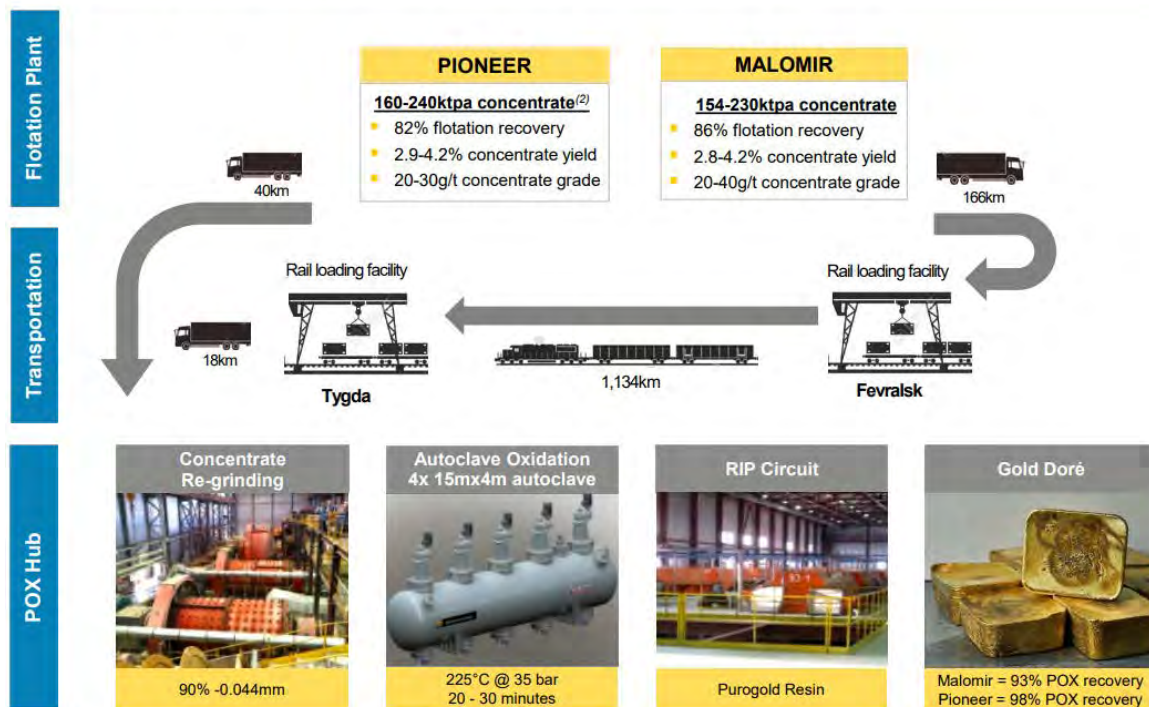 Flotation Plant
PIONEER
160-240ktpa concentrate(2)
82% flotation recovery
2.9-4.2% concentrate yield
20-30g/t concentrate grade
MALOMIR
154-230ktpa concentrate
86% flotation recovery
2.8-4.2% concentrate yield
20-40g/t concentrate grade
40km
166km
Transportation
Rail loading facility
Rail loading facility
18km
1,134km
Tygda
Fevralsk
POX Hub
Concentrate
Re-grinding
90% -0.044mm
Autoclave Oxidation
4x 15mx4m autoclave
225°C @ 35 bar
20 - 30 minutes
RIP Circuit
Purogold Resin
Gold Doré
Malomir = 93% POX recovery
Pioneer = 98% POX recovery